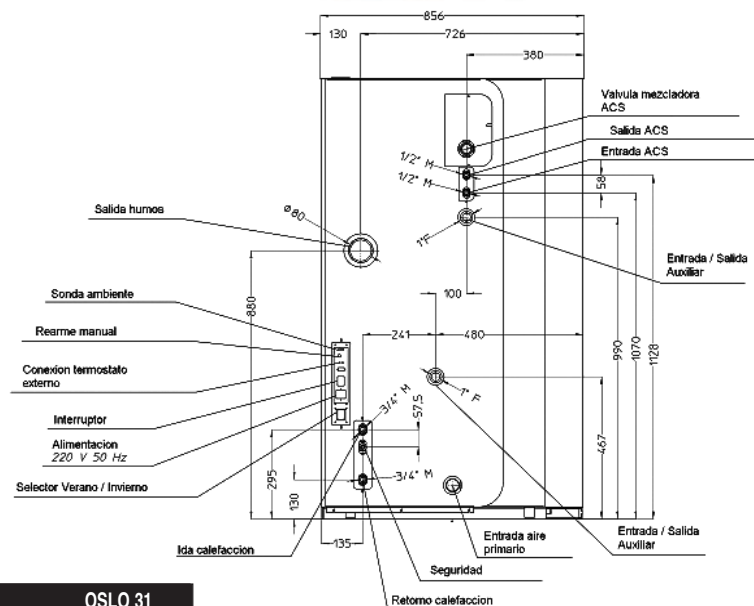 856
130
726
380
Valvula mezcladora
ACS
Salida ACS
Entrada ACS
1/2" M
1/2" M
58
Salida humos
Ø80
1"F
Entrada / Salida
Auxiliar
880
100
Sonda ambiente
241
480
990
1070
1128
Rearme manual
Conexion termostato
externo
1" F
3/4" M
57,5
Interruptor
467
Alimentacion
220 V 50 Hz
295
3/4" M
Selector Verano / Invierno
130
135
Entrada aire
primario
Entrada / Salida
Auxiliar
Ida calefaccion
Seguridad
Retorno calefaccion
OSLO 31